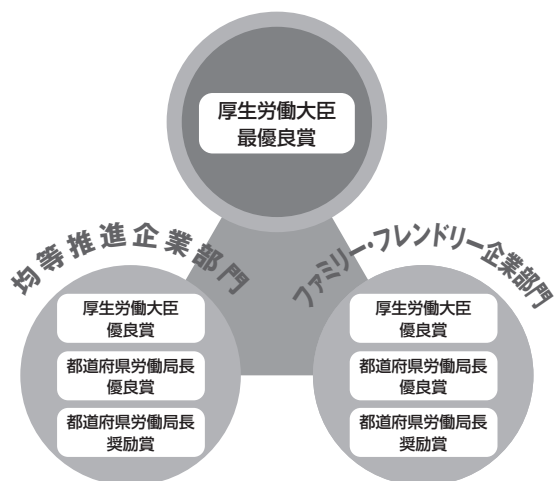 厚生労働大臣
最優良賞
均等推進企業部門
厚生労働大臣
優良賞
都道府県労働局長
優良賞
都道府県労働局長
奨励賞
ファミリー・フレンドリー企業部門
厚生労働大臣
優良賞
都道府県労働局長
優良賞
都道府県労働局長
奨励賞